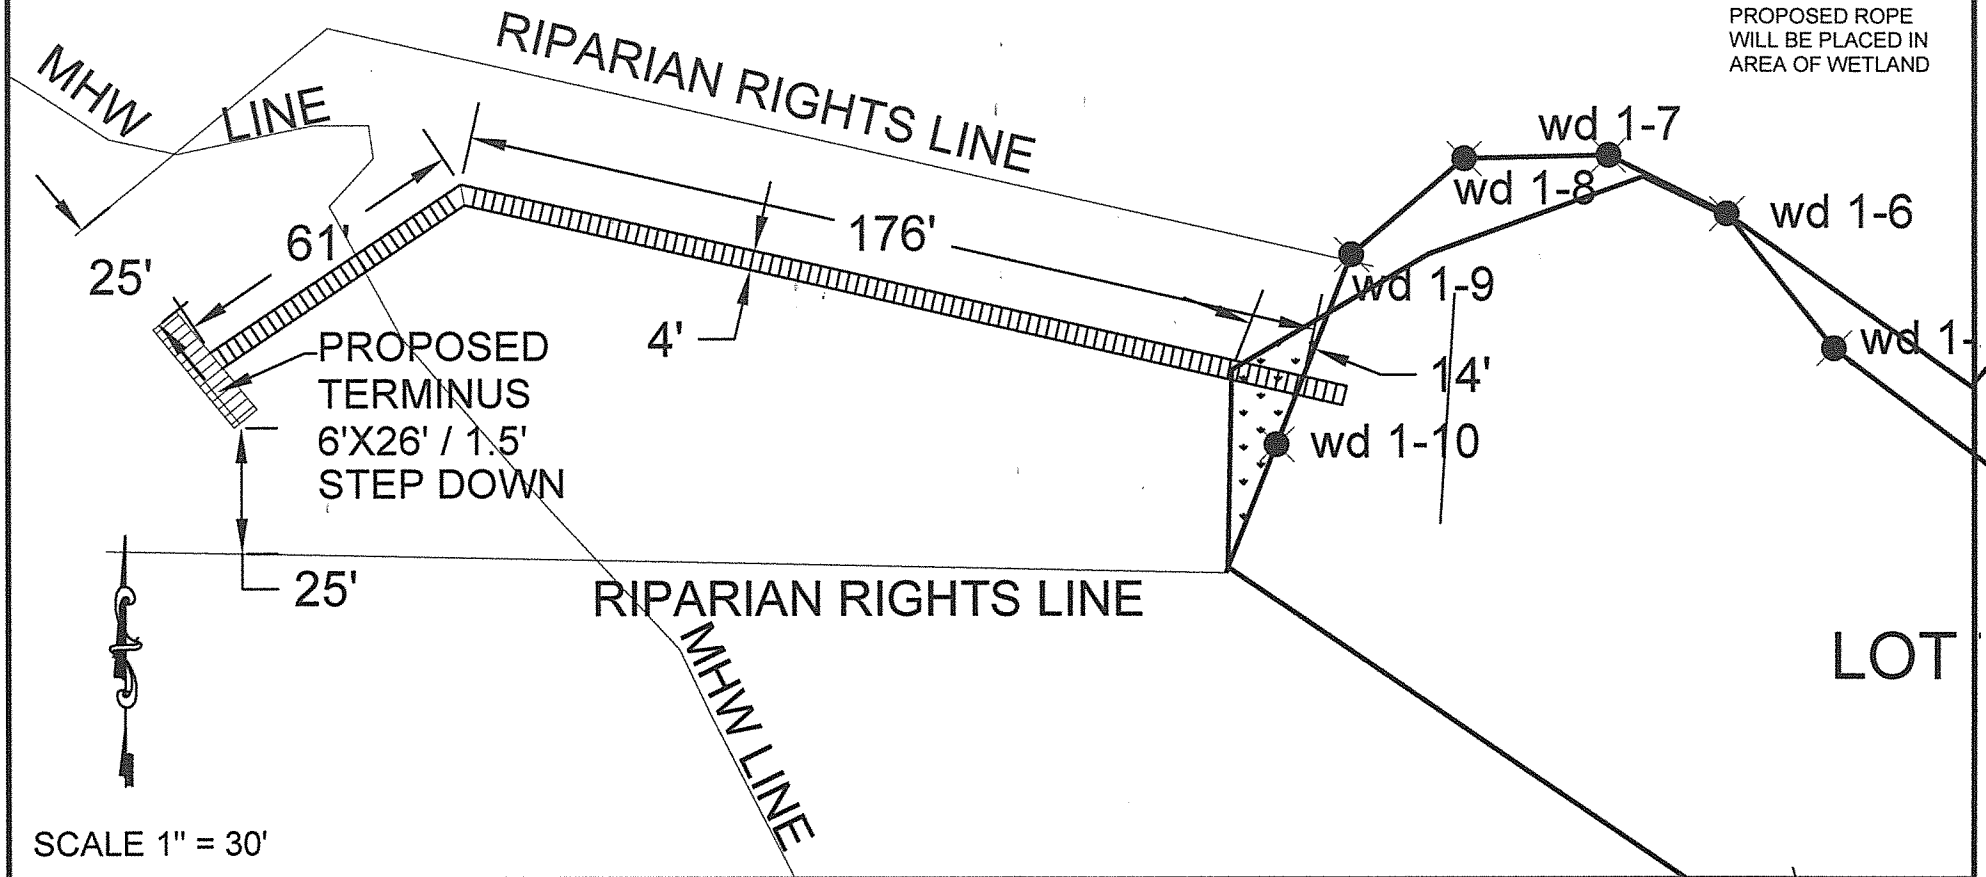 PROPOSED ROPE
WILL BE PLACED IN
AREA OF WETLAND
RIPARIAN RIGHTS LINE
MHW
LINE
wd 1-7
wd 1-8
wd 1-6
176'
61'
25'
wd 1-9
4'
wd 1-
PROPOSED
TERMINUS
6'X26' / 1.5'
STEP DOWN
14'
wd 1-10
25'
RIPARIAN RIGHTS LINE
MHW LINE
LOT
SCALE 1" = 30'